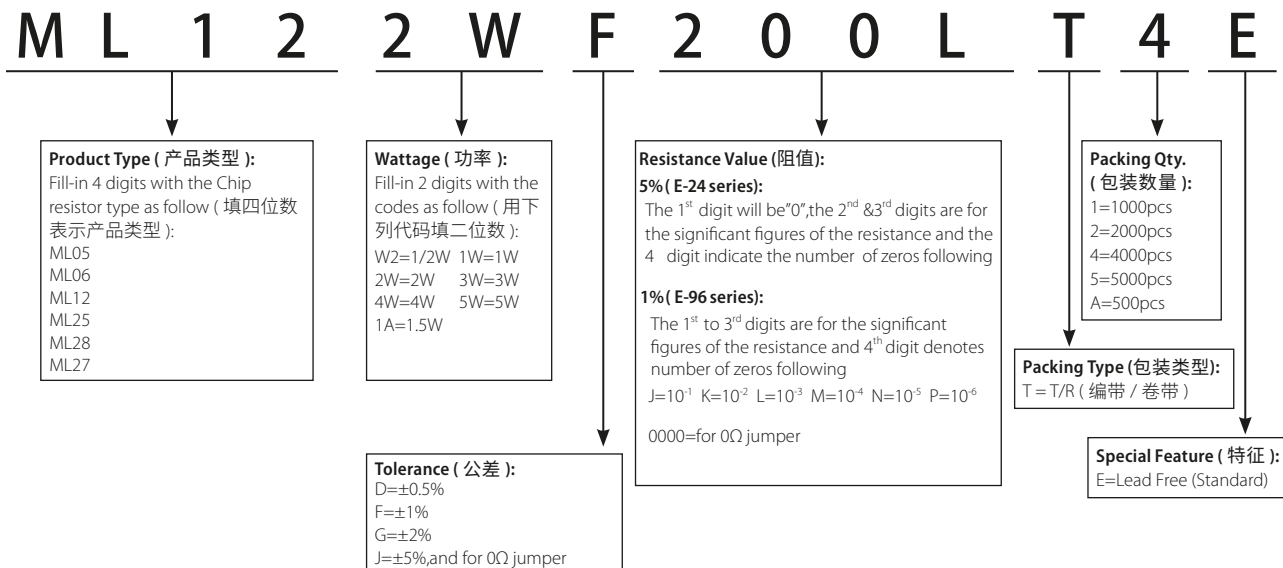 M L 1 2 2 W F 2 0 0 L T 4 E
Product Type ( 产品类型 ):
Fill-in 4 digits with the Chip
resistor type as follow ( 填四位数
表示产品类型 ):
ML05
ML06
ML12
ML25
ML28
ML27
Wattage ( 功率 ):
Fill-in 2 digits with the
codes as follow ( 用下
列代码填二位数 ):
W2=1/2W 1W=1W
2W=2W 3W=3W
4W=4W 5W=5W
1A=1.5W
Tolerance ( 公差 ):
D=±0.5%
F=±1%
G=±2%
J=±5%,and for 0Ω jumper
Resistance Value (阻值):
5%( E-24 series):
The 1st digit will be"0",the 2nd &3rd digits are for
the significant figures of the resistance and the
4 digit indicate the number of zeros following
1%( E-96 series):
The 1st to 3rd digits are for the significant
figures of the resistance and 4th digit denotes
number of zeros following
J=10-1 K=10-2 L=10-3 M=10-4 N=10-5 P=10-6
0000=for 0Ω jumper
Packing Qty.
( 包装数量 ):
1=1000pcs
2=2000pcs
4=4000pcs
5=5000pcs
A=500pcs
Packing Type (包装类型):
T = T/R ( 编带 / 卷带 )
Special Feature ( 特征 ):
E=Lead Free (Standard)